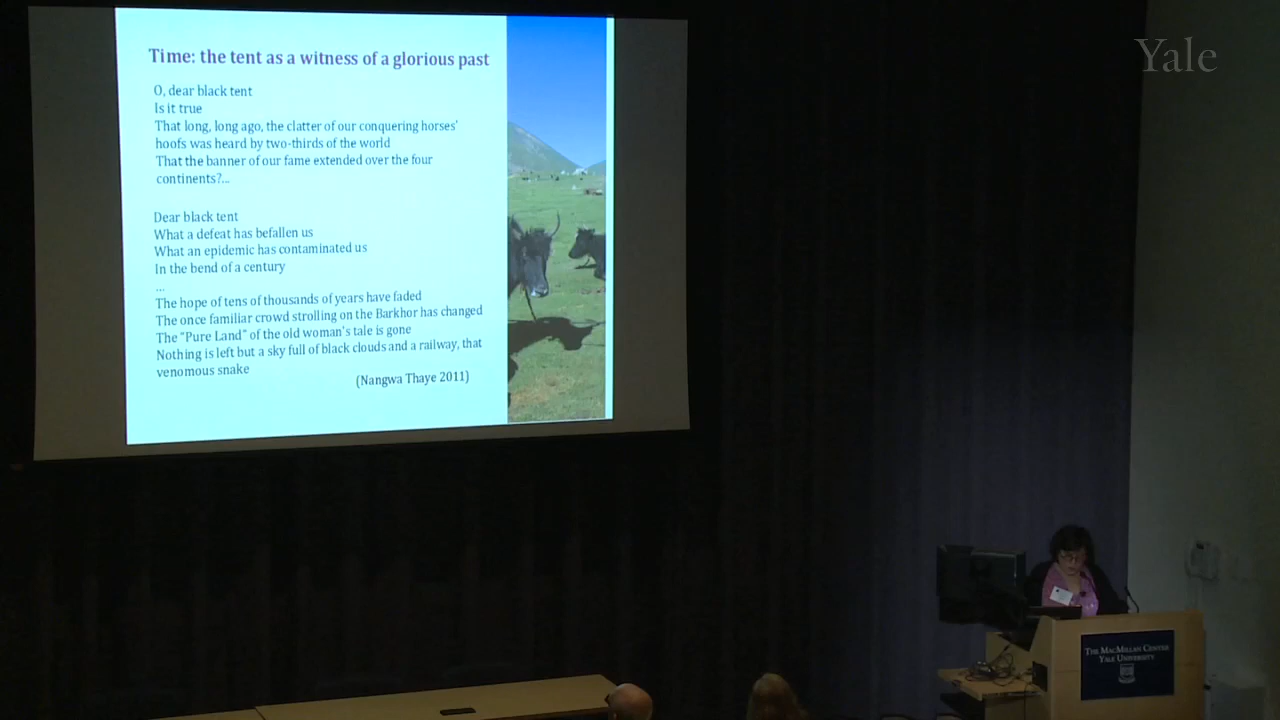 Time: the tent as a witness of a glorious past
O, dear black tent
Is it true
That long, long ago, the clatter of our conquering horses'
hoofs was heard by two-thirds of the world
That the banner of our fame extended over the four
continents?...
Dear black tent
What a defeat has befallen us
What an epidemic has contaminated us
In the bend of a century
...
The hope of tens of thousands of years have faded
The once familiar crowd strolling on the Barkhor has changed
The "Pure Land" of the old woman's tale is gone
Nothing is left but a sky full of black clouds and a railway, that
venomous snake
(Nangwa Thaye 2011)
Yale
THE MACMILLAN CENTER
YALE UNIVERSITY